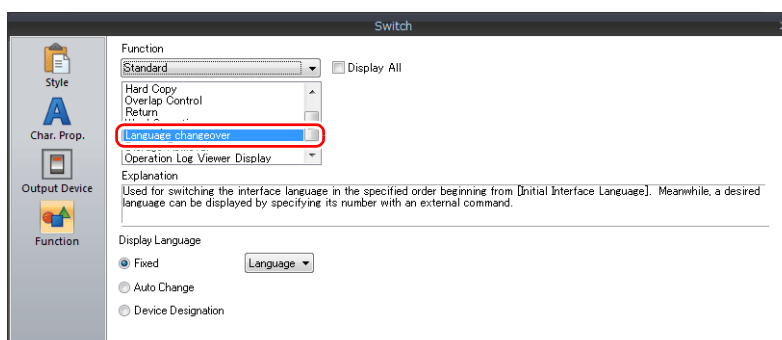 Switch
Style
Char. Prop.
Output Device
Function
Function
Standard
Display All
Hard Copy
Overlap Control
Return
Language changeover
Operation Log Viewer Display
Explanation
Used for switching the interface language in the specified order beginning from [Initial Interface Language]. Meanwhile, a desired
language can be displayed by specifying its number with an external command.
Display Language
Fixed
Language
Auto Change
Device Designation